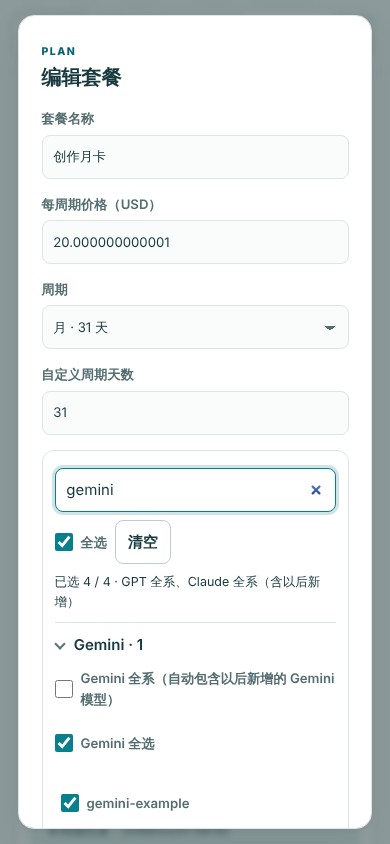 PLAN
编辑套餐
套餐名称
创作月卡
每周期价格（USD）
20.000000000001
周期
月 · 31 天
自定义周期天数
31
gemini
全选
清空
已选 4 / 4 · GPT 全系、Claude 全系（含以后新
增）
Gemini · 1
Gemini 全系（自动包含以后新增的 Gemini
模型）
Gemini 全选
gemini-example